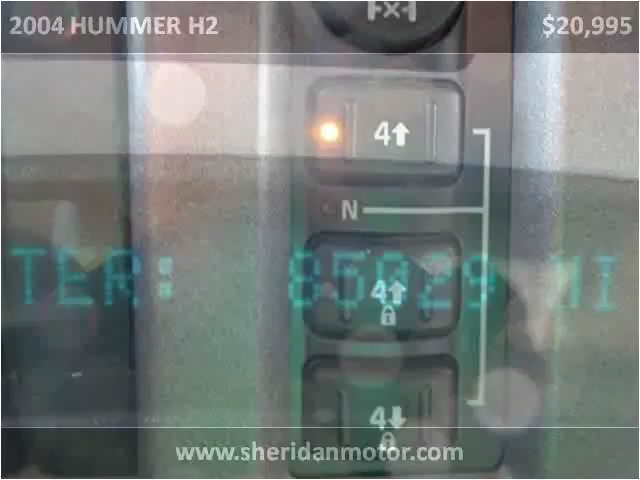 2004 HUMMER H2 $20,995
4↑
N
TER: 85029 MI
4↑
4↓
www.sheridanmotor.com